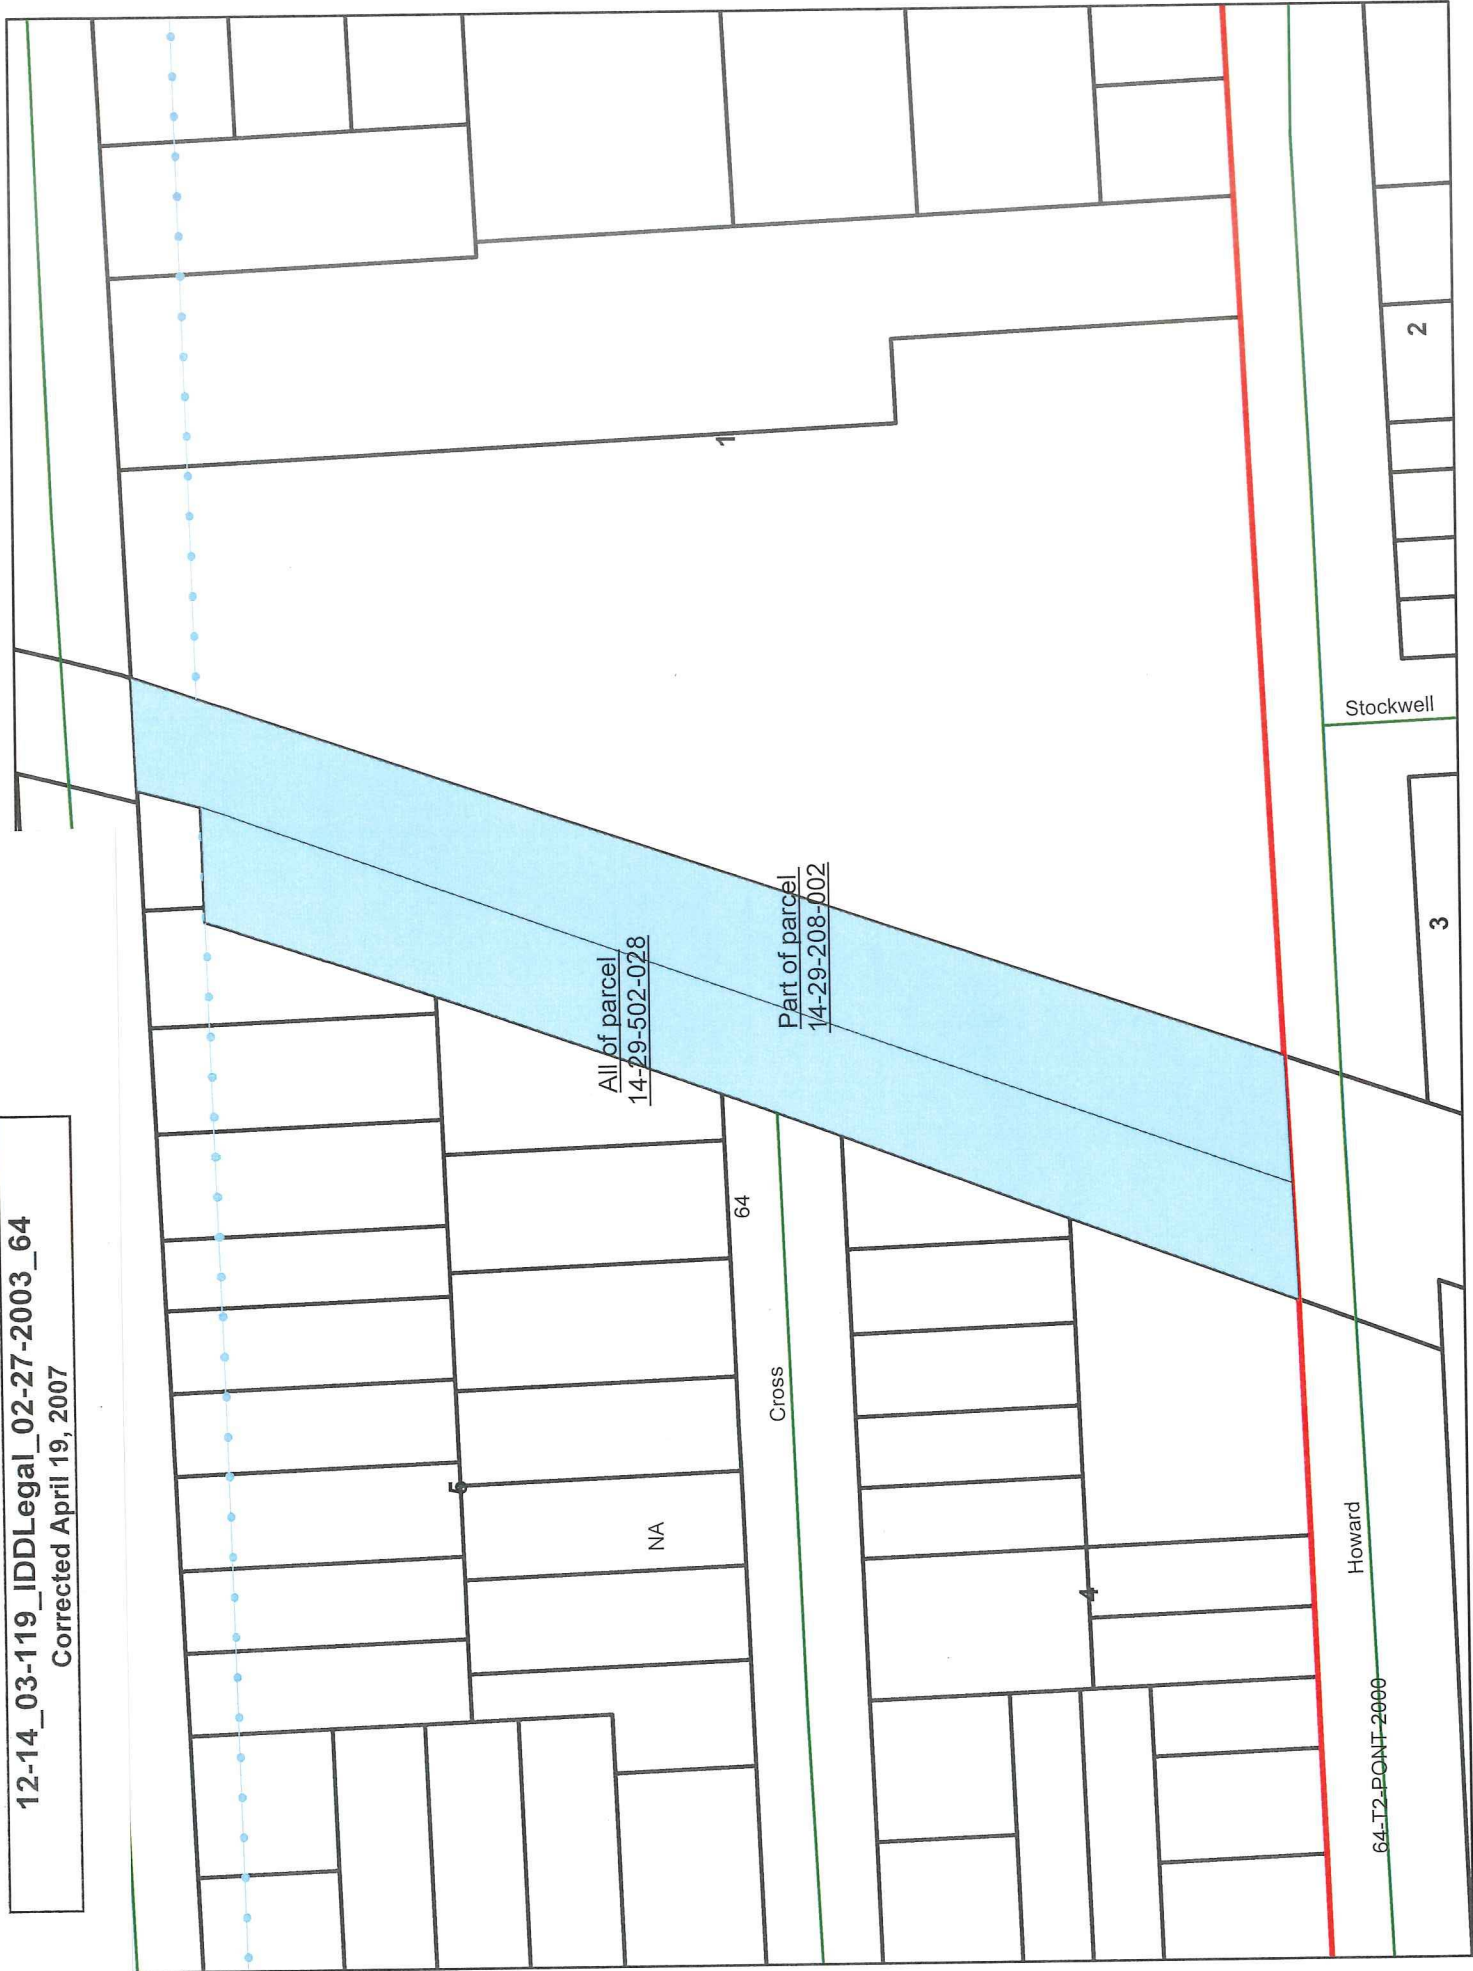 12-14_03-119_IDDLegal_02-27-2003_64
Corrected April 19, 2007
All of parcel
14-29-502-028
Part of parcel
14-29-208-002
1
2
3
Stockwell
64
Cross
5
NA
4
Howard
64-T2-PONT-2000